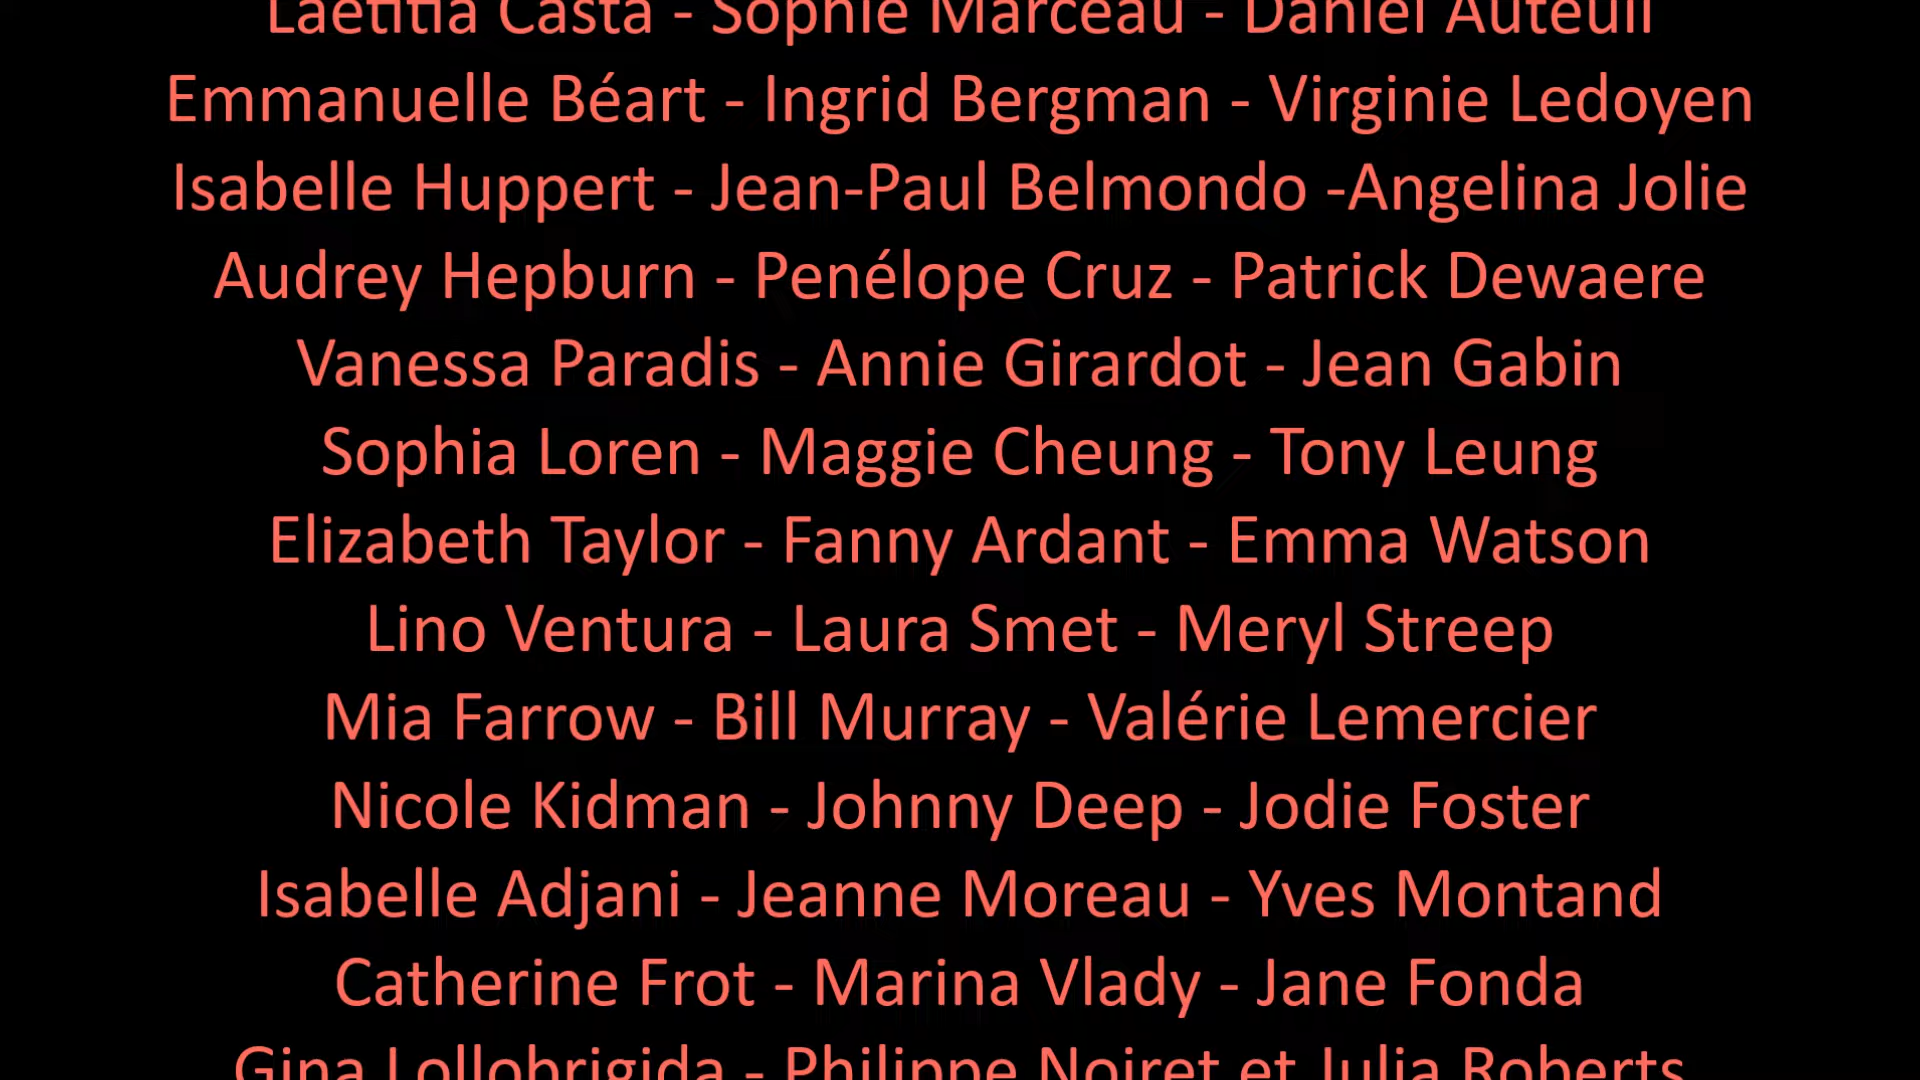 Laetitia Casta - Sophie Marceau - Daniel Auteuil
Emmanuelle Béart - Ingrid Bergman - Virginie Ledoyen
Isabelle Huppert - Jean-Paul Belmondo -Angelina Jolie
Audrey Hepburn - Penélope Cruz - Patrick Dewaere
Vanessa Paradis - Annie Girardot - Jean Gabin
Sophia Loren - Maggie Cheung - Tony Leung
Elizabeth Taylor - Fanny Ardant - Emma Watson
Lino Ventura - Laura Smet - Meryl Streep
Mia Farrow - Bill Murray - Valérie Lemercier
Nicole Kidman - Johnny Deep - Jodie Foster
Isabelle Adjani - Jeanne Moreau - Yves Montand
Catherine Frot - Marina Vlady - Jane Fonda
Gina Lollobrigida - Philippe Noiret et Julia Roberts